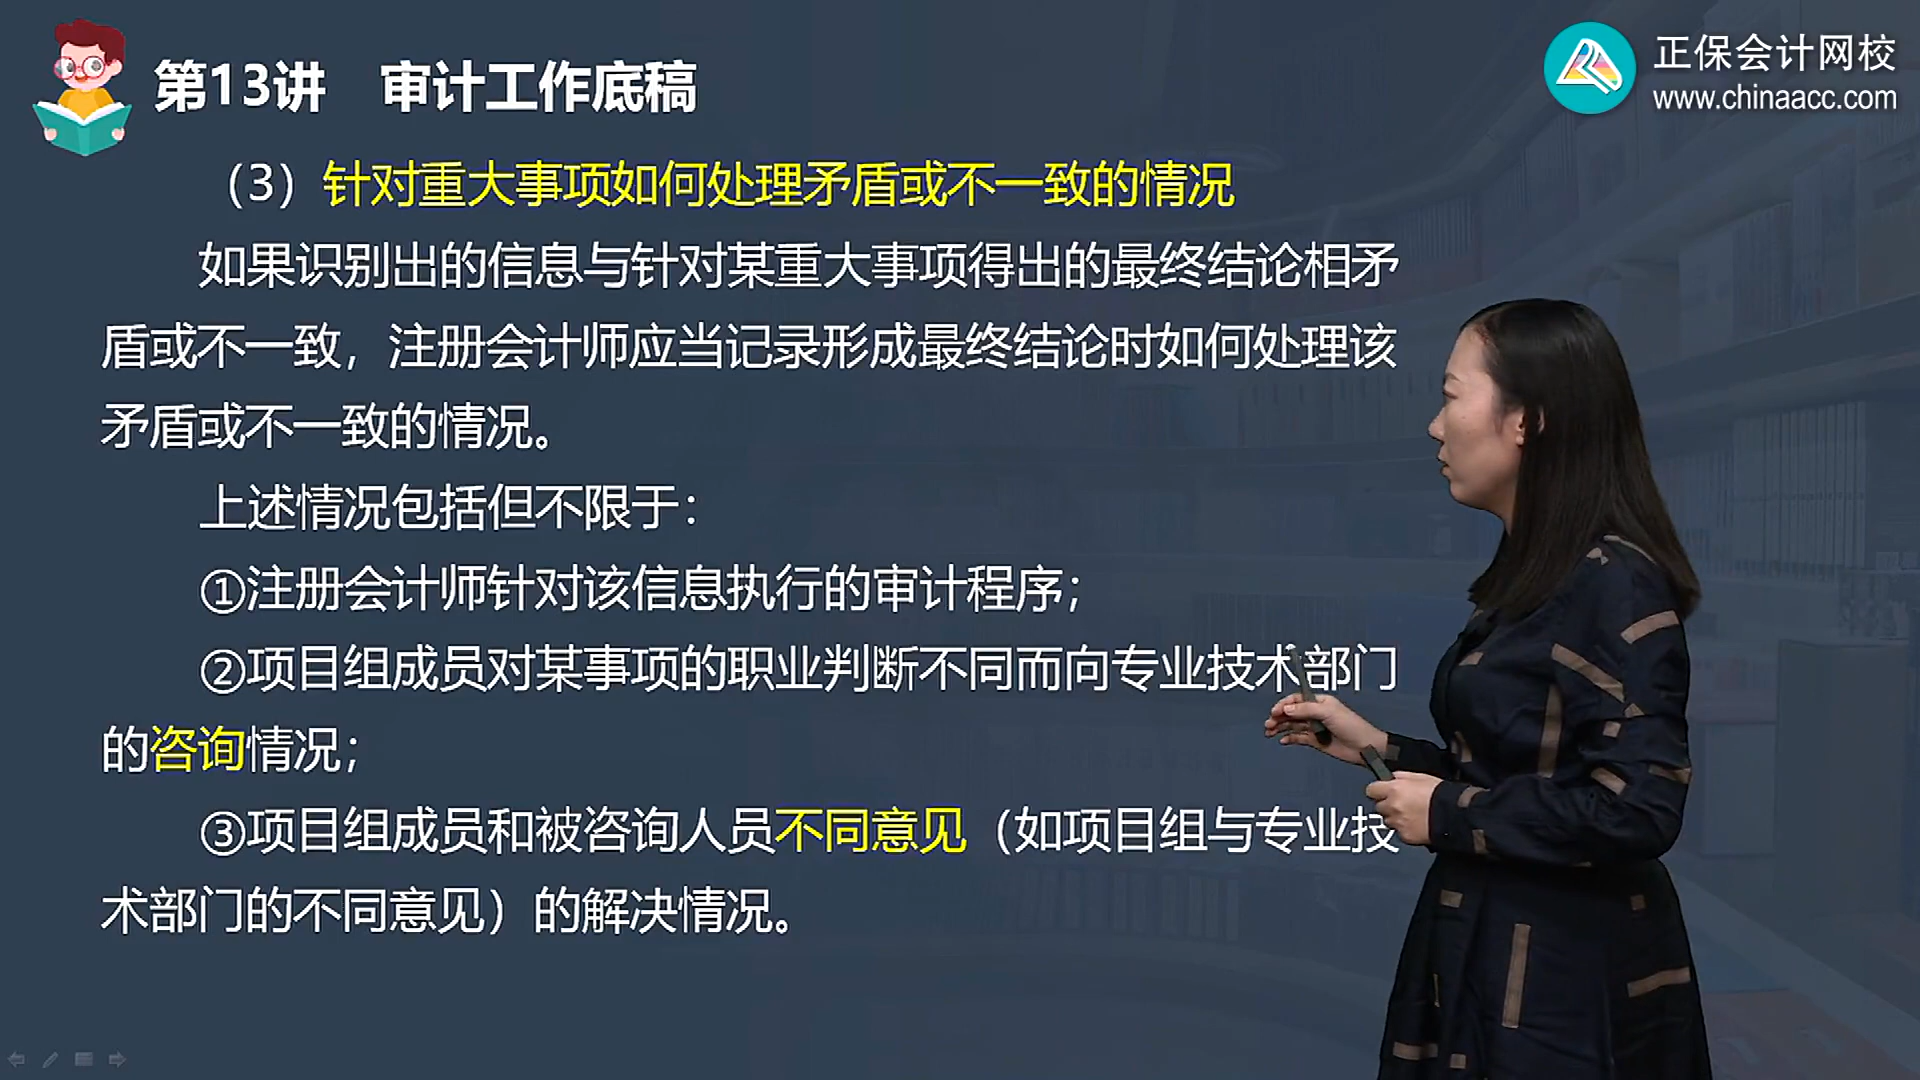 第13讲　审计工作底稿
正保会计网校
www.chinaacc.com
（3）针对重大事项如何处理矛盾或不一致的情况
如果识别出的信息与针对某重大事项得出的最终结论相矛
盾或不一致，注册会计师应当记录形成最终结论时如何处理该
矛盾或不一致的情况。
上述情况包括但不限于：
①注册会计师针对该信息执行的审计程序；
②项目组成员对某事项的职业判断不同而向专业技术部门
的咨询情况；
③项目组成员和被咨询人员不同意见（如项目组与专业技
术部门的不同意见）的解决情况。